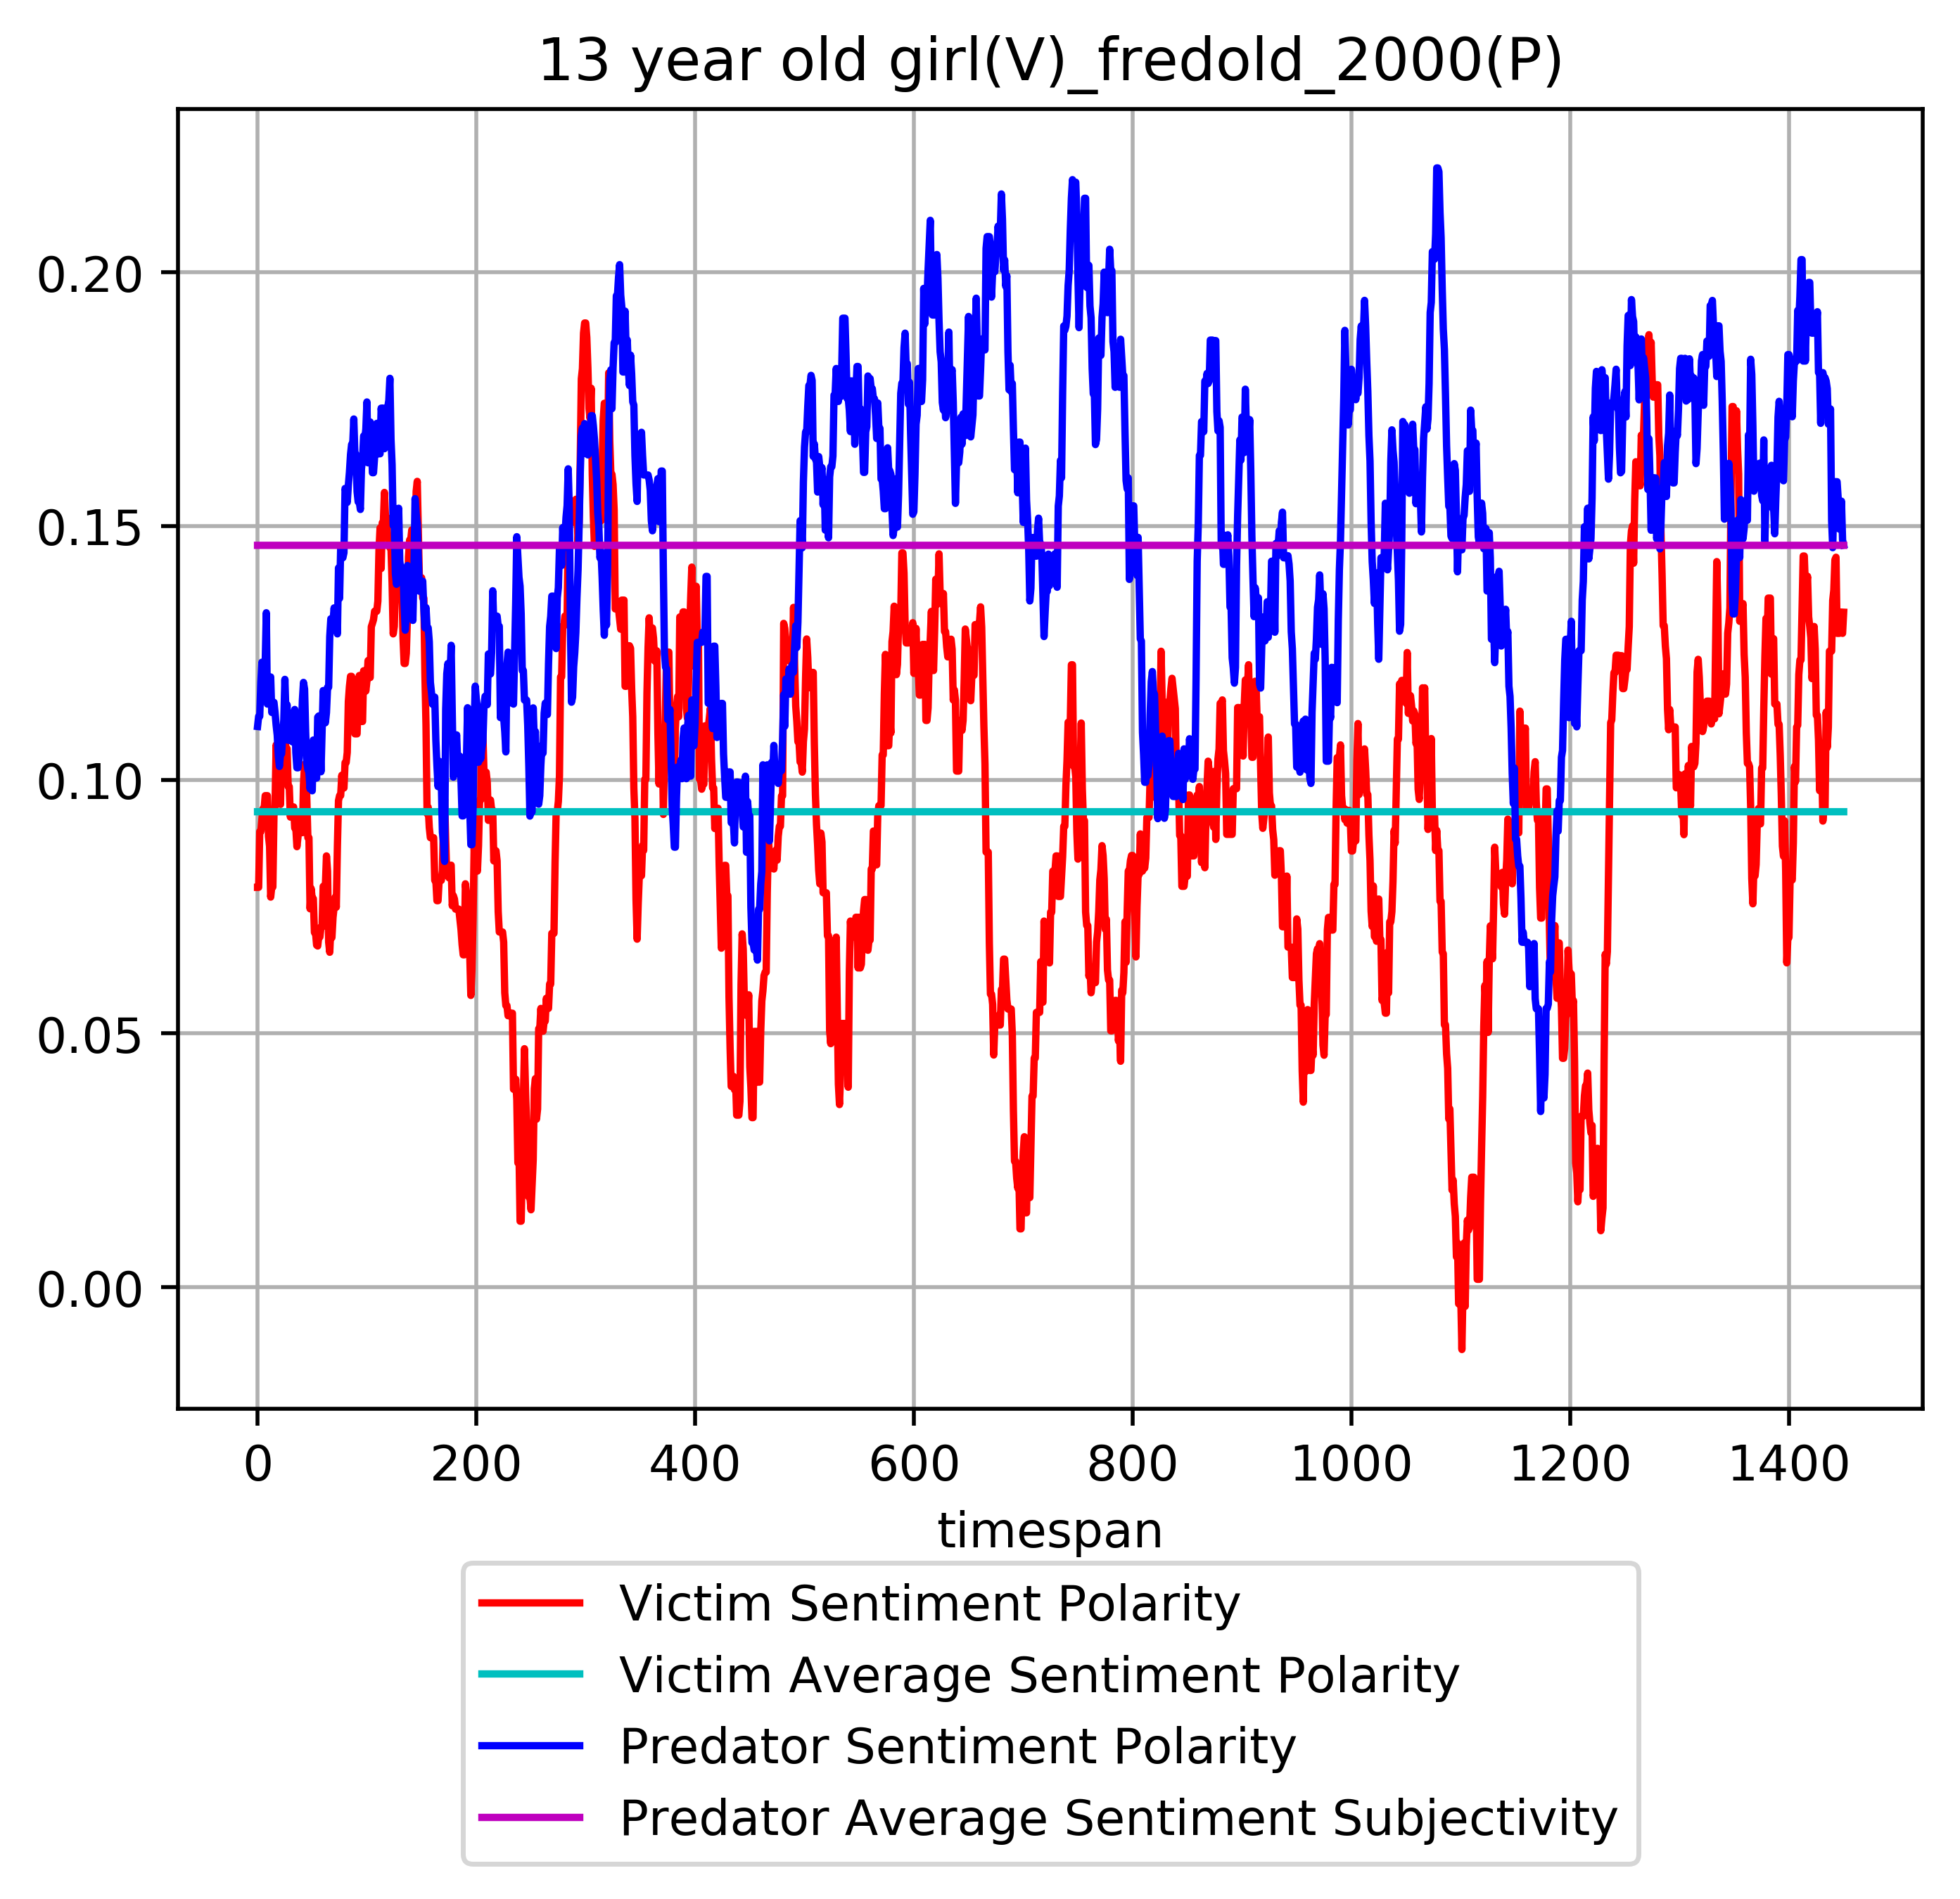 13 year old girl(V)_fredold_2000(P)
0.20
0.15
0.10
0.05
0.00
0 200 400 600 800 1000 1200 1400
timespan
Victim Sentiment Polarity
Victim Average Sentiment Polarity
Predator Sentiment Polarity
Predator Average Sentiment Subjectivity